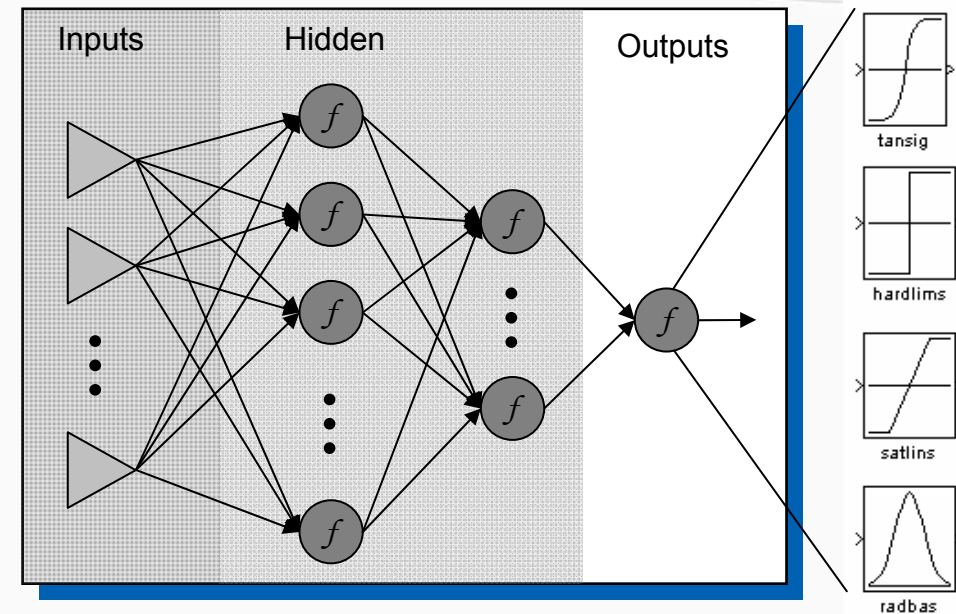 Inputs
Hidden
Outputs
f
f
f
f
f
f
f
tansig
hardlims
satlins
radbas